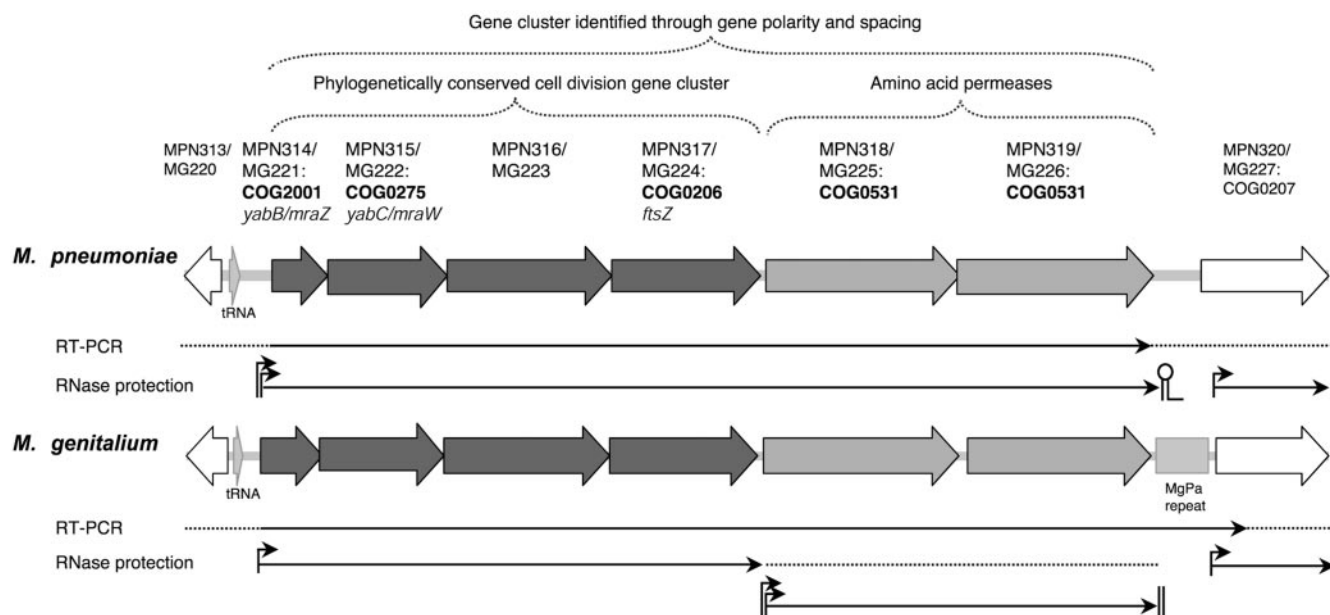 Gene cluster identified through gene polarity and spacing
Phylogenetically conserved cell division gene cluster
Amino acid permeases
MPN313/
MG220
MPN314/
MG221:
COG2001
yabB/mraZ
MPN315/
MG222:
COG0275
yabC/mraW
MPN316/
MG223
MPN317/
MG224:
COG0206
ftsZ
MPN318/
MG225:
COG0531
MPN319/
MG226:
COG0531
MPN320/
MG227:
COG0207
M. pneumoniae
tRNA
RT-PCR
RNase protection
M. genitalium
tRNA
MgPa
repeat
RT-PCR
RNase protection